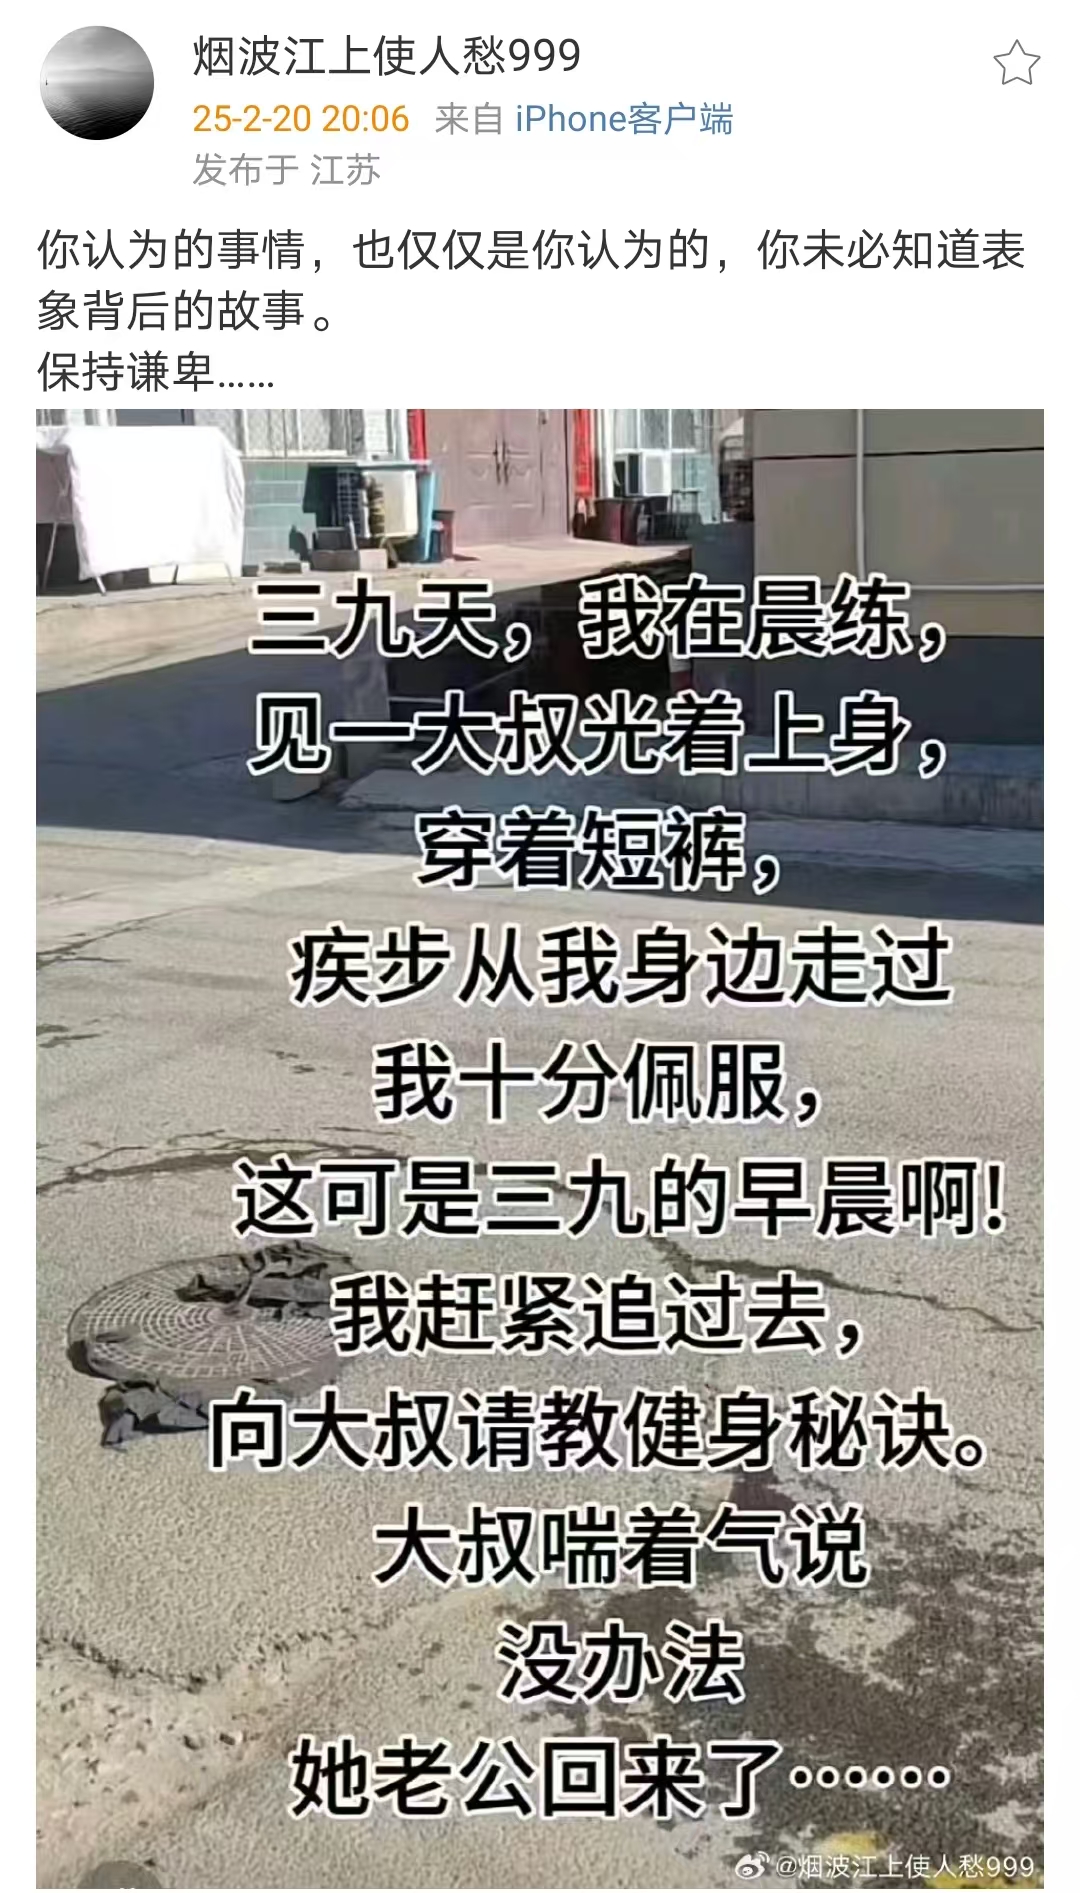 烟波江上使人愁999
25-2-20 20:06 来自 iPhone客户端
发布于 江苏
你认为的事情，也仅仅是你认为的，你未必知道表
象背后的故事。
保持谦卑……
三九天，我在晨练，
见一大叔光着上身，
穿着短裤，
疾步从我身边走过
我十分佩服，
这可是三九的早晨啊!
我赶紧追过去，
向大叔请教健身秘诀。
大叔喘着气说
没办法
她老公回来了……
@烟波江上使人愁999